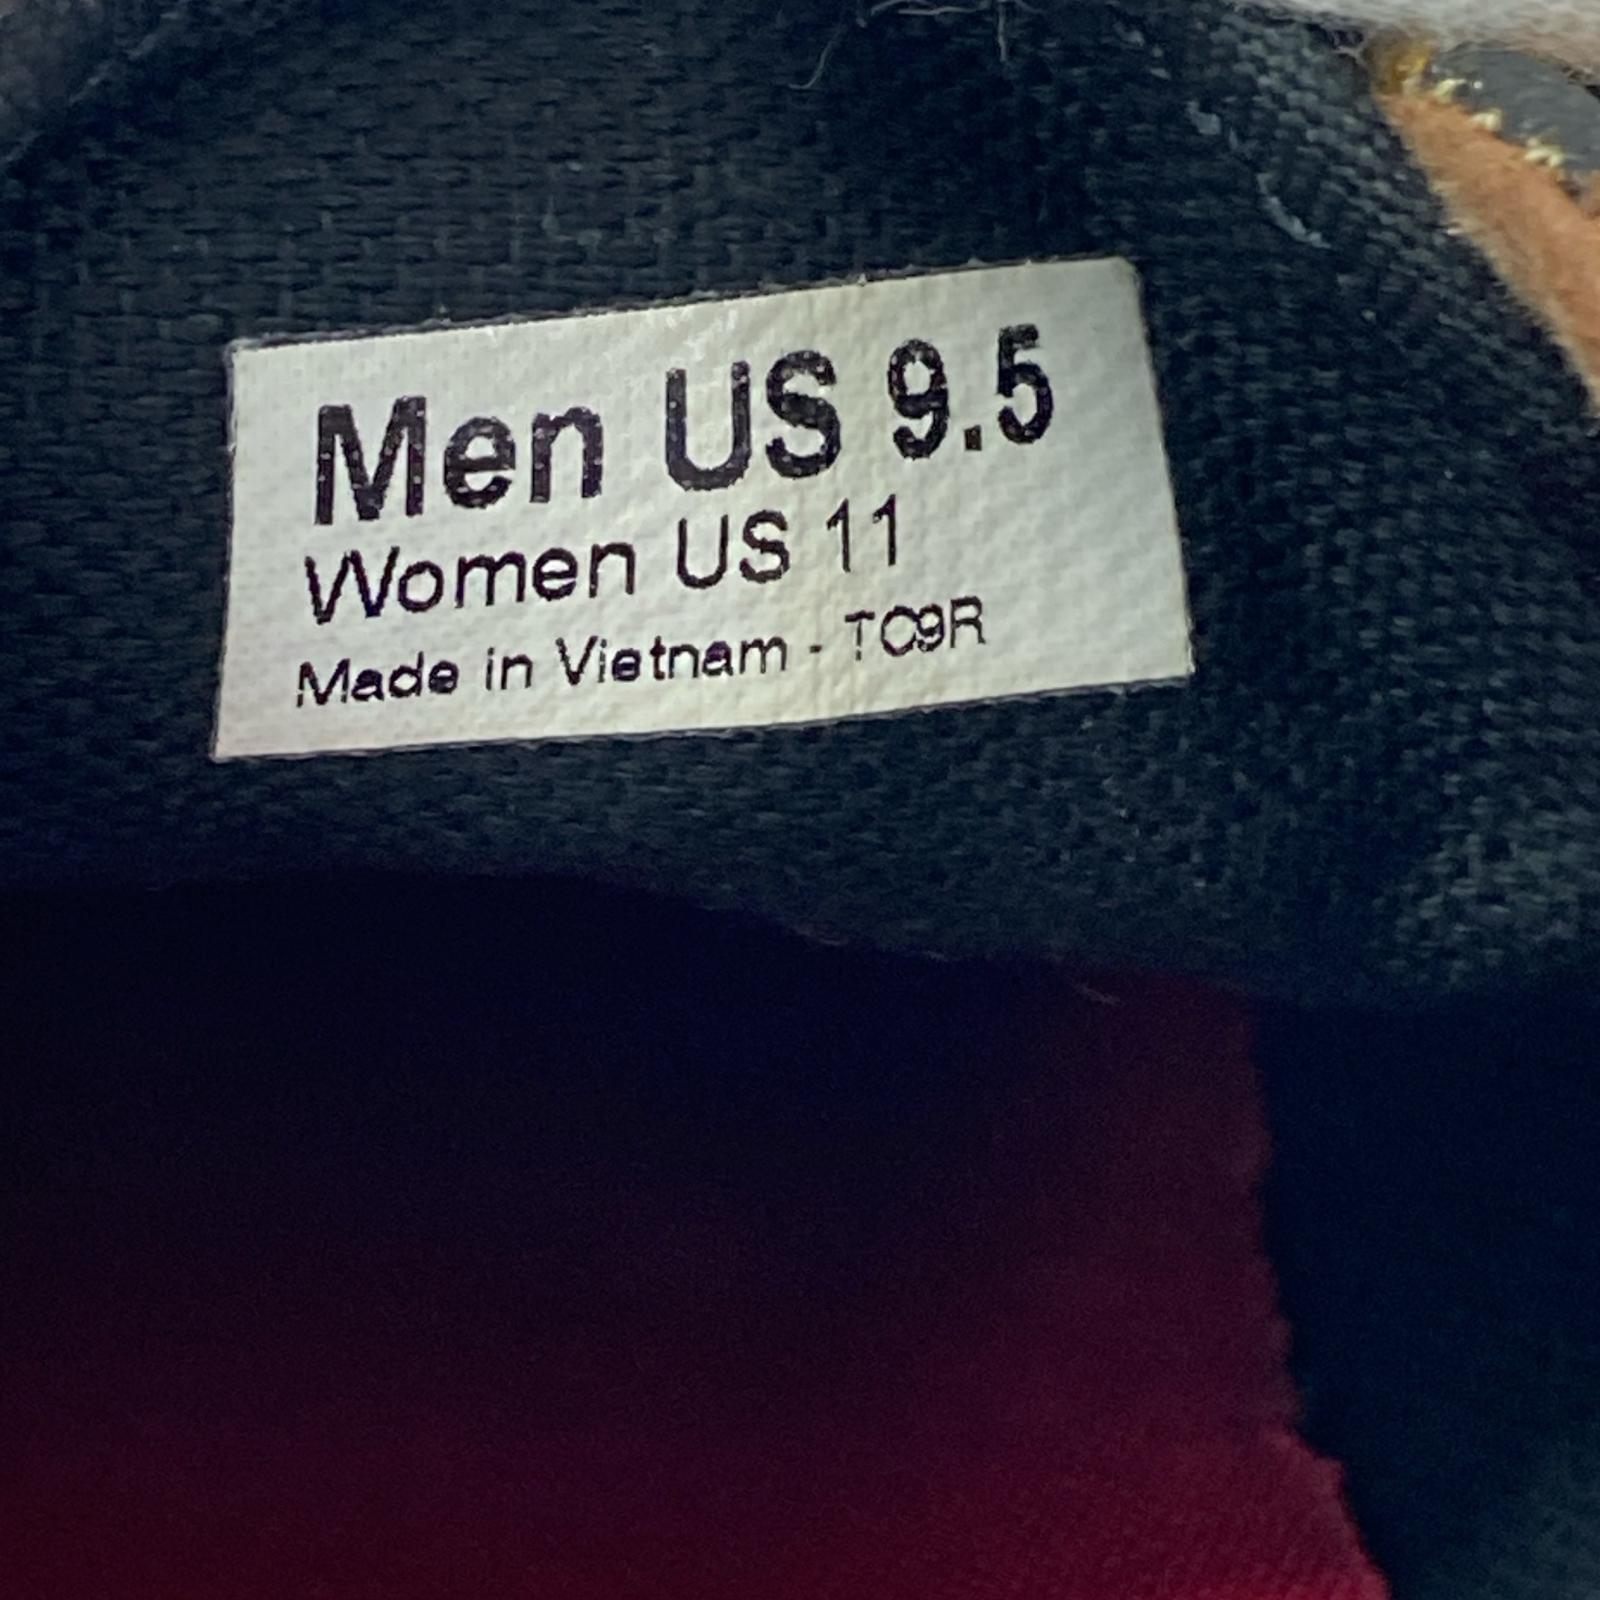 Men US 9.5
Women US 11
Made in Vietnam - TC9R